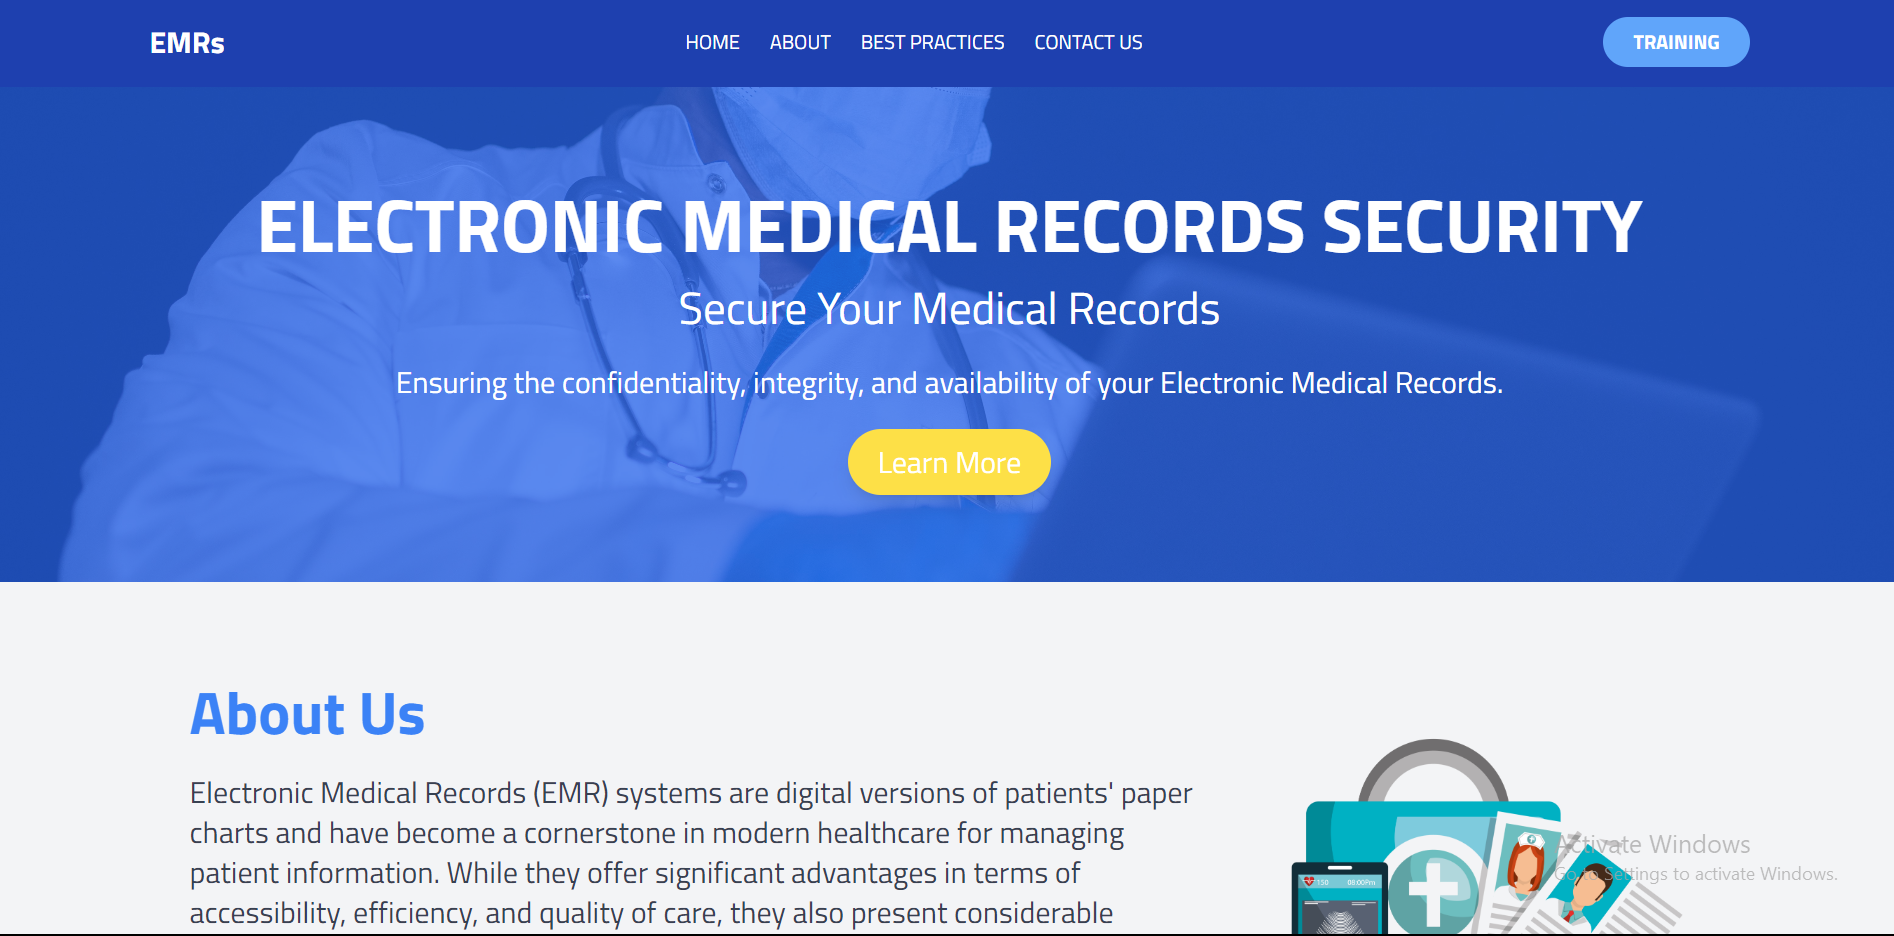 EMRs
HOME ABOUT BEST PRACTICES CONTACT US
TRAINING
ELECTRONIC MEDICAL RECORDS SECURITY
Secure Your Medical Records
Ensuring the confidentiality, integrity, and availability of your Electronic Medical Records.
Learn More
About Us
Electronic Medical Records (EMR) systems are digital versions of patients' paper
charts and have become a cornerstone in modern healthcare for managing
patient information. While they offer significant advantages in terms of
accessibility, efficiency, and quality of care, they also present considerable
150 08:00Pm
Activate Windows
Go to Settings to activate Windows.